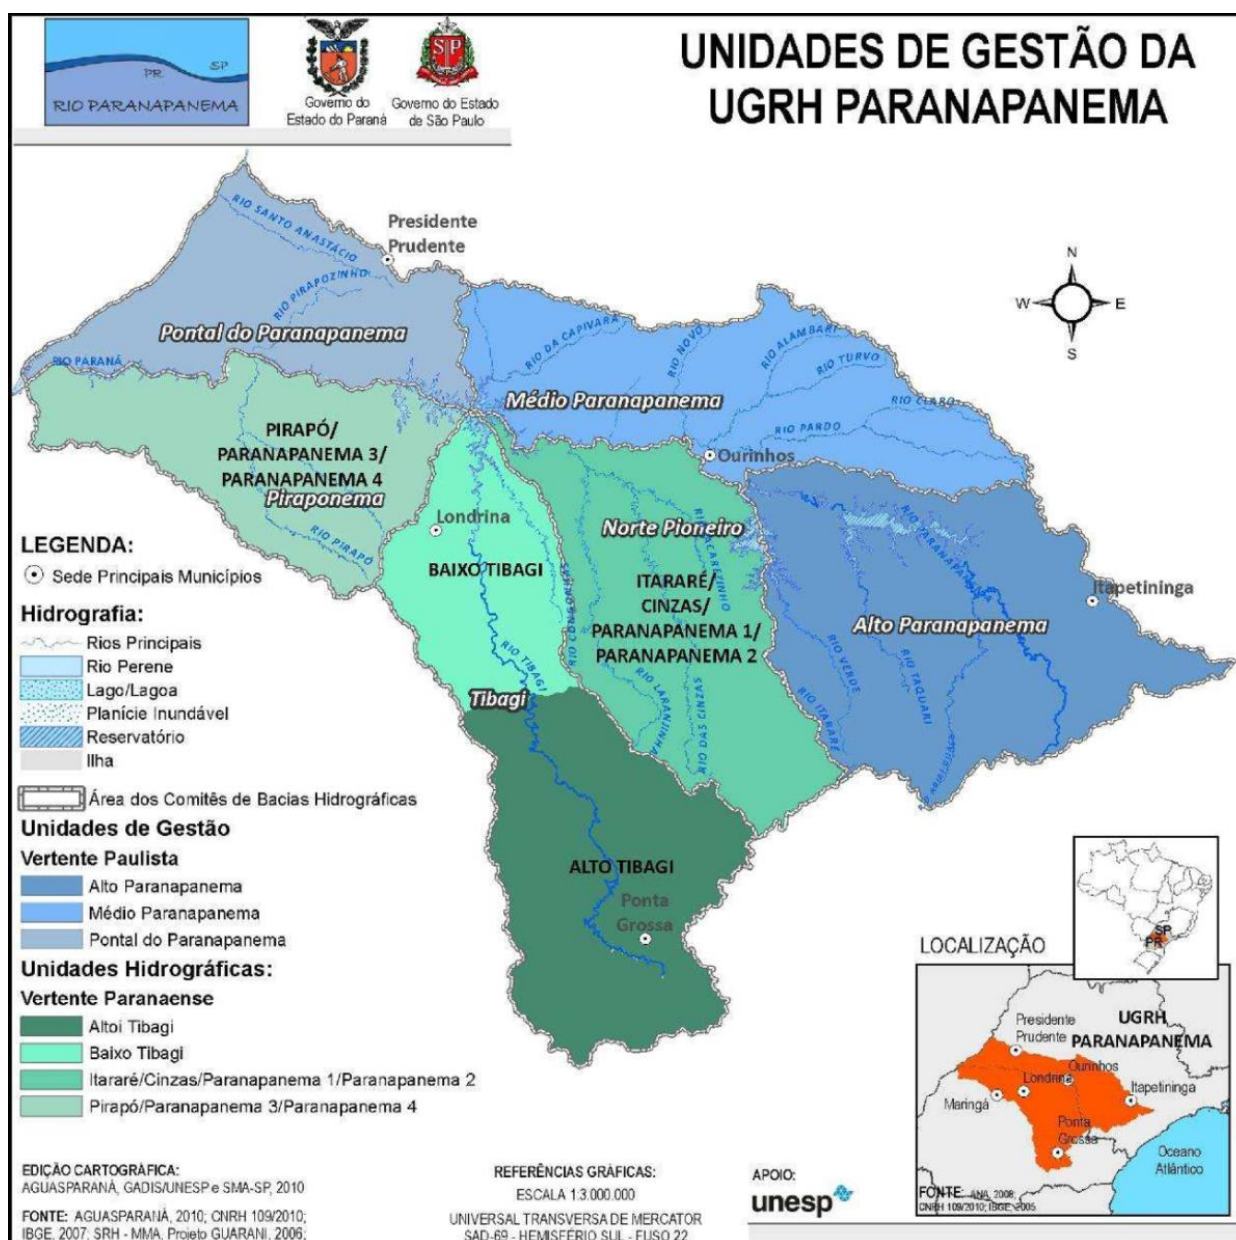 PR
SP
RIO PARANAPANEMA
Governo do
Estado do Paraná
Governo do Estado
de São Paulo
UNIDADES DE GESTÃO DA
UGRH PARANAPANEMA
N
W
E
S
RIO SANTO ANASTÁCIO
Presidente
Prudente
RIO PIRAPOZINHO
Pontal do Paranapanema
RIO PARANÁ
RIO DA CAPIVARA
RIO NOVO
RIO ALAMBARI
RIO TURVO
RIO CLARO
RIO PARDO
Médio Paranapanema
Ourinhos
PIRAPÓ/
PARANAPANEMA 3/
PARANAPANEMA 4
Piraponema
RIO PIRAPÓ
Londrina
BAIXO TIBAGI
RIO TIBAGI
Tibagi
RIO CONGONHAS
Norte Pioneiro
ITARARÉ/
CINZAS/
PARANAPANEMA 1/
PARANAPANEMA 2
RIO LARANJINHA
RIO DAS CINZAS
RIO PARANAPANEMA
Itapetininga
Alto Paranapanema
RIO VERDE
RIO TAQUARI
RIO ITARARÉ
ALTO TIBAGI
Ponta
Grossa
LEGENDA:
Sede Principais Municípios
Hidrografia:
Rios Principais
Rio Perene
Lago/Lagoa
Planície Inundável
Reservatório
Ilha
Área dos Comitês de Bacias Hidrográficas
Unidades de Gestão
Vertente Paulista
Alto Paranapanema
Médio Paranapanema
Pontal do Paranapanema
Unidades Hidrográficas:
Vertente Paranaense
Altoi Tibagi
Baixo Tibagi
Itararé/Cinzas/Paranapanema 1/Paranapanema 2
Pirapó/Paranapanema 3/Paranapanema 4
SP
PR
LOCALIZAÇÃO
Presidente
Prudente
UGRH
PARANAPANEMA
Ourinhos
Londrina
Itapetininga
Maringá
Ponta
Grossa
Oceano
Atlântico
FONTE: ANA, 2008;
CNRH 109/2010; IBGE, 2005
EDIÇÃO CARTOGRÁFICA:
AGUASPARANÁ, GADIS/UNESP e SMA-SP, 2010
FONTE: AGUASPARANÁ, 2010; CNRH 109/2010;
IBGE, 2007; SRH - MMA, Projeto GUARANI, 2006;
REFERÊNCIAS GRÁFICAS:
ESCALA 1:3.000.000
UNIVERSAL TRANSVERSA DE MERCATOR
SAD-69 - HEMISFÉRIO SUL - FUSO 22
APOIO:
unesp